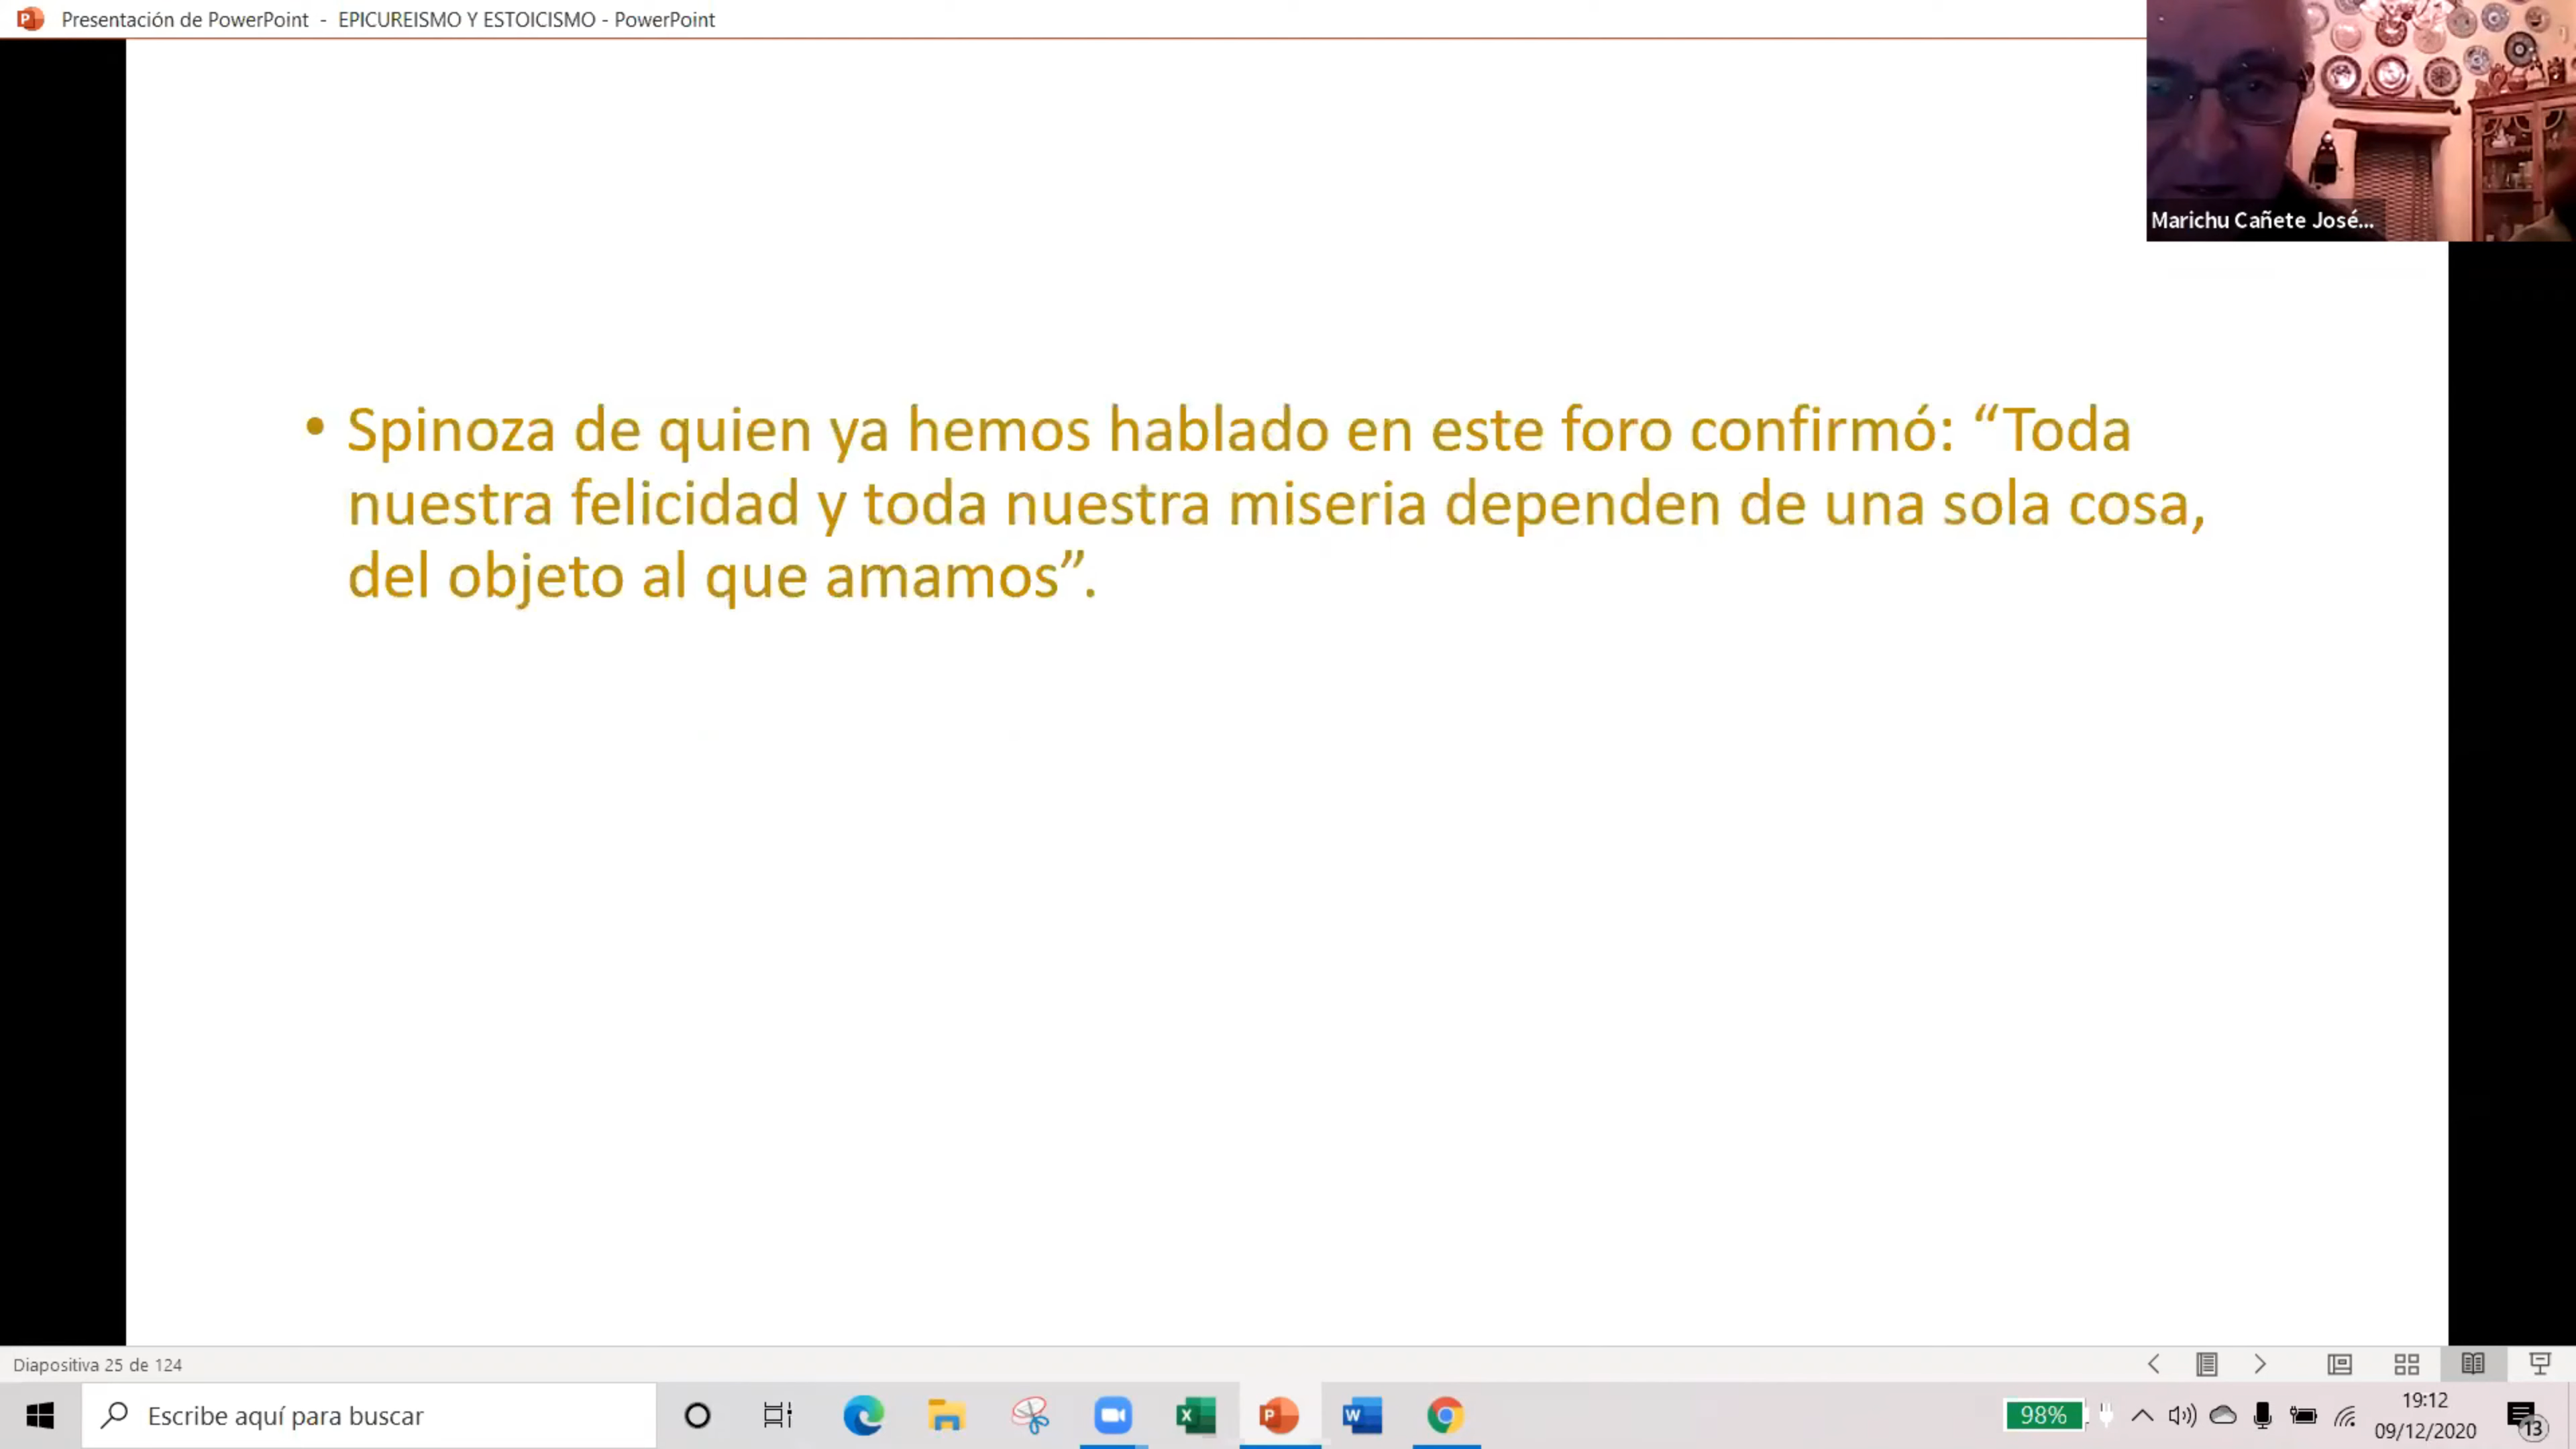 Presentación de PowerPoint - EPICUREISMO Y ESTOICISMO - PowerPoint
Marichu Cañete José...
• Spinoza de quien ya hemos hablado en este foro confirmó: “Toda
nuestra felicidad y toda nuestra miseria dependen de una sola cosa,
del objeto al que amamos”.
Diapositiva 25 de 124
Escribe aquí para buscar
98%
19:12
09/12/2020
13